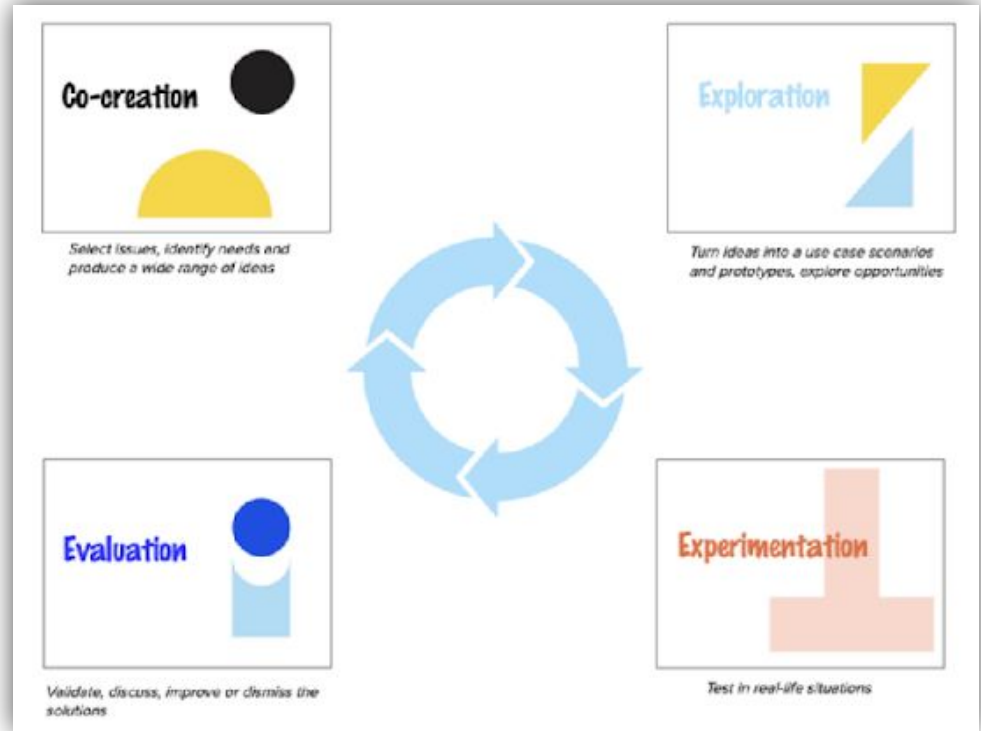 Co-creation
Select issues, identify needs and
produce a wide range of ideas
Exploration
Turn ideas into a use case scenarios
and prototypes, explore opportunities
Evaluation
Validate, discuss, improve or dismiss the
solutions
Experimentation
Test in real-life situations